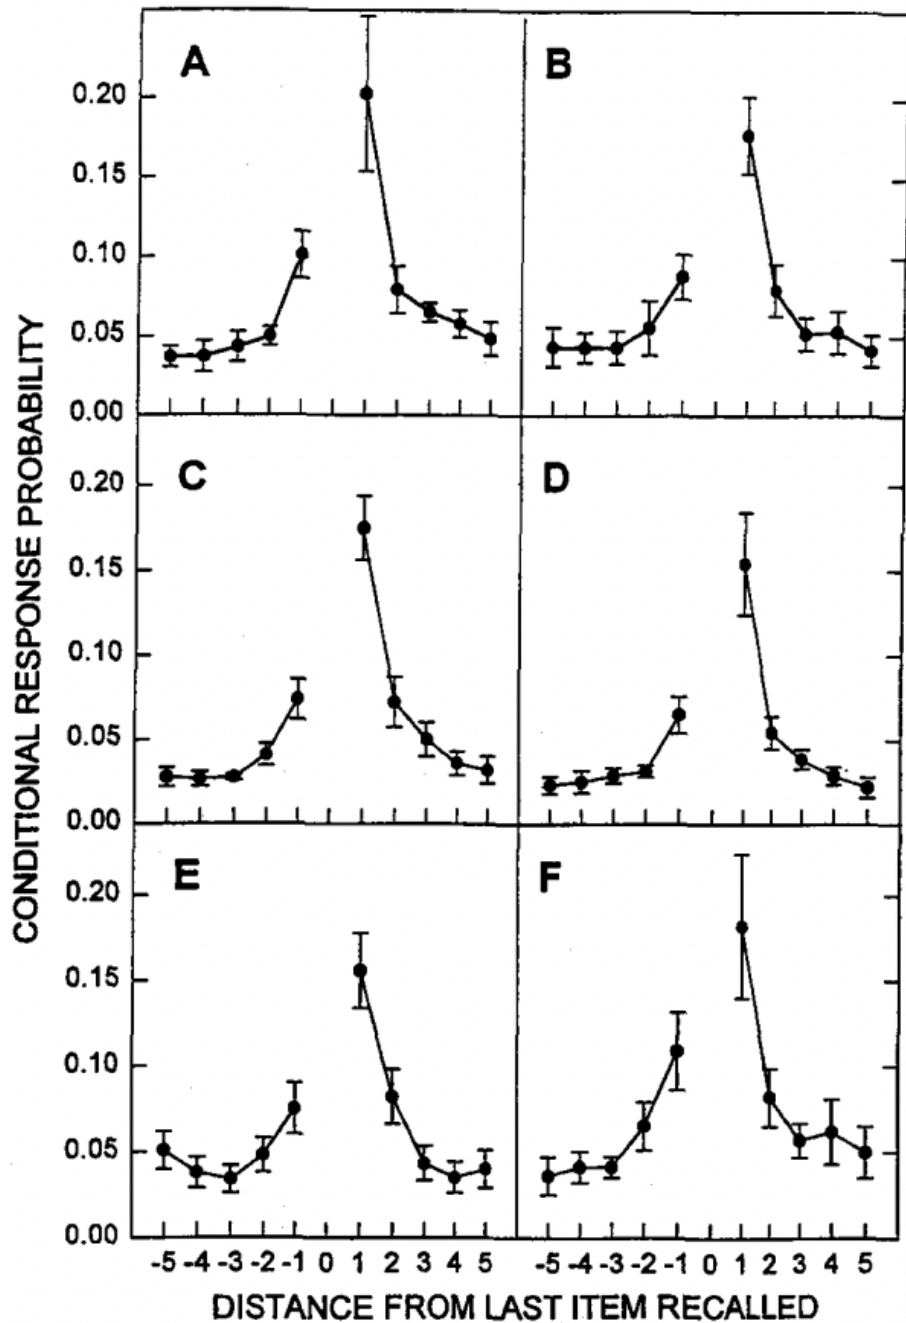 A
B
0.20
0.15
0.10
0.05
0.00
C
D
0.20
0.15
0.10
0.05
0.00
E
F
0.20
0.15
0.10
0.05
0.00
-5 -4 -3 -2 -1 0 1 2 3 4 5
-5 -4 -3 -2 -1 0 1 2 3 4 5
CONDITIONAL RESPONSE PROBABILITY
DISTANCE FROM LAST ITEM RECALLED